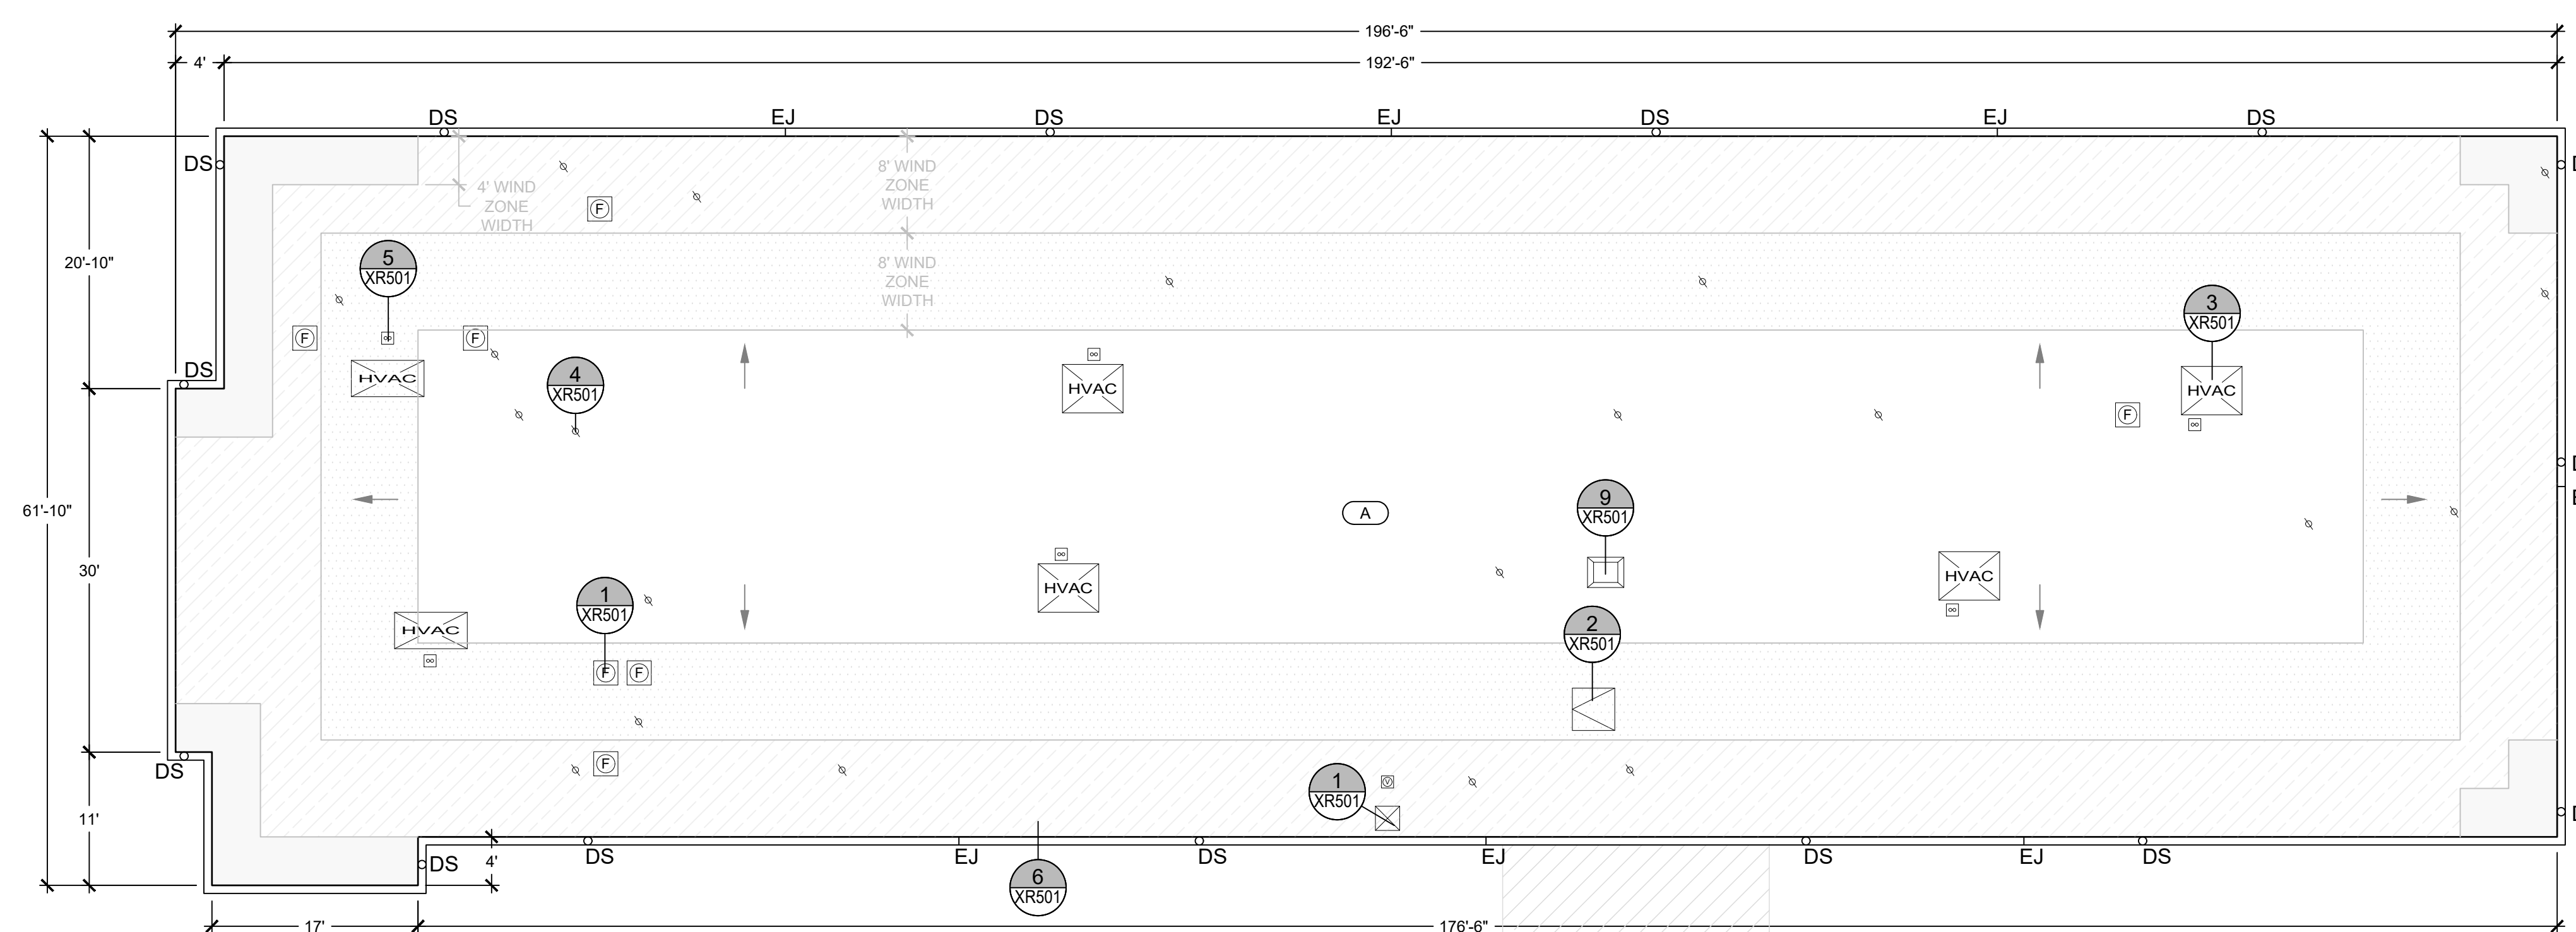 196'-6"
4'
192'-6"
DS
EJ
DS
EJ
DS
EJ
DS
DS
4' WIND
ZONE
WIDTH
8' WIND
ZONE
WIDTH
F
5
XR501
20'-10"
8' WIND
ZONE
WIDTH
3
XR501
F
F
HVAC
4
XR501
DS
HVAC
HVAC
F
61'-10"
30'
9
XR501
A
1
XR501
HVAC
HVAC
HVAC
2
XR501
F
F
F
DS
11'
1
XR501
V
4'
DS
DS
EJ
6
XR501
DS
EJ
DS
EJ
DS
17'
176'-6"